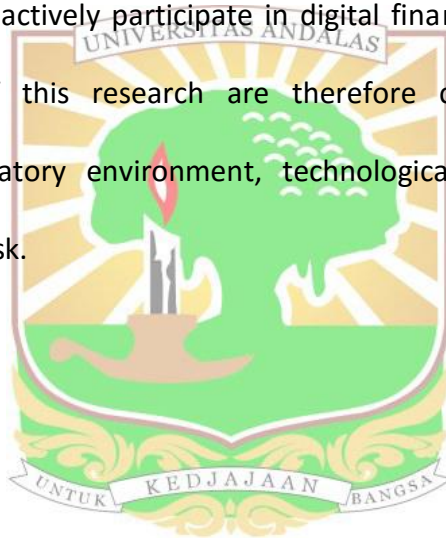 actively participate in digital finan
UNIVERSITAS ANDALAS
this research are therefore
atory environment, technologica
sk.
UNTUK KEDJAJAAN BANGSA